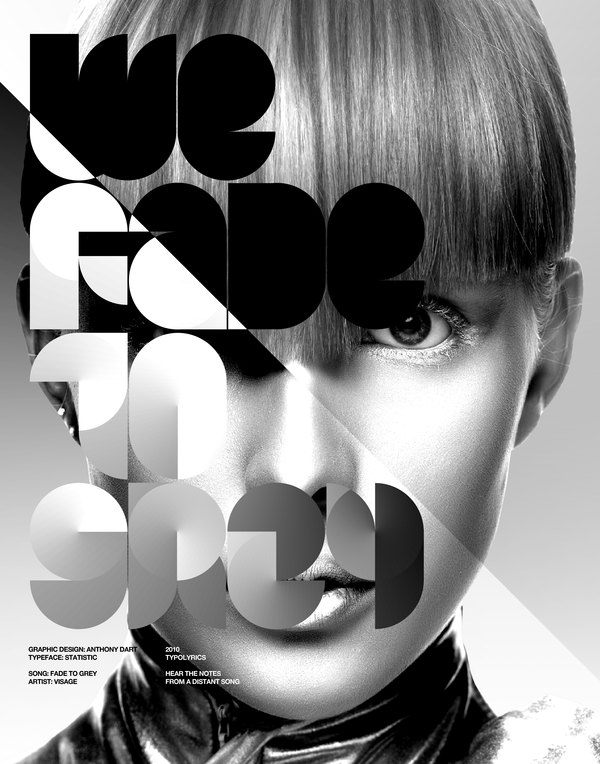 We
Fade
to
grey
GRAPHIC DESIGN: ANTHONY DART
TYPEFACE: STATISTIC
SONG: FADE TO GREY
ARTIST: VISAGE
2010
TYPOLYRICS
HEAR THE NOTES
FROM A DISTANT SONG